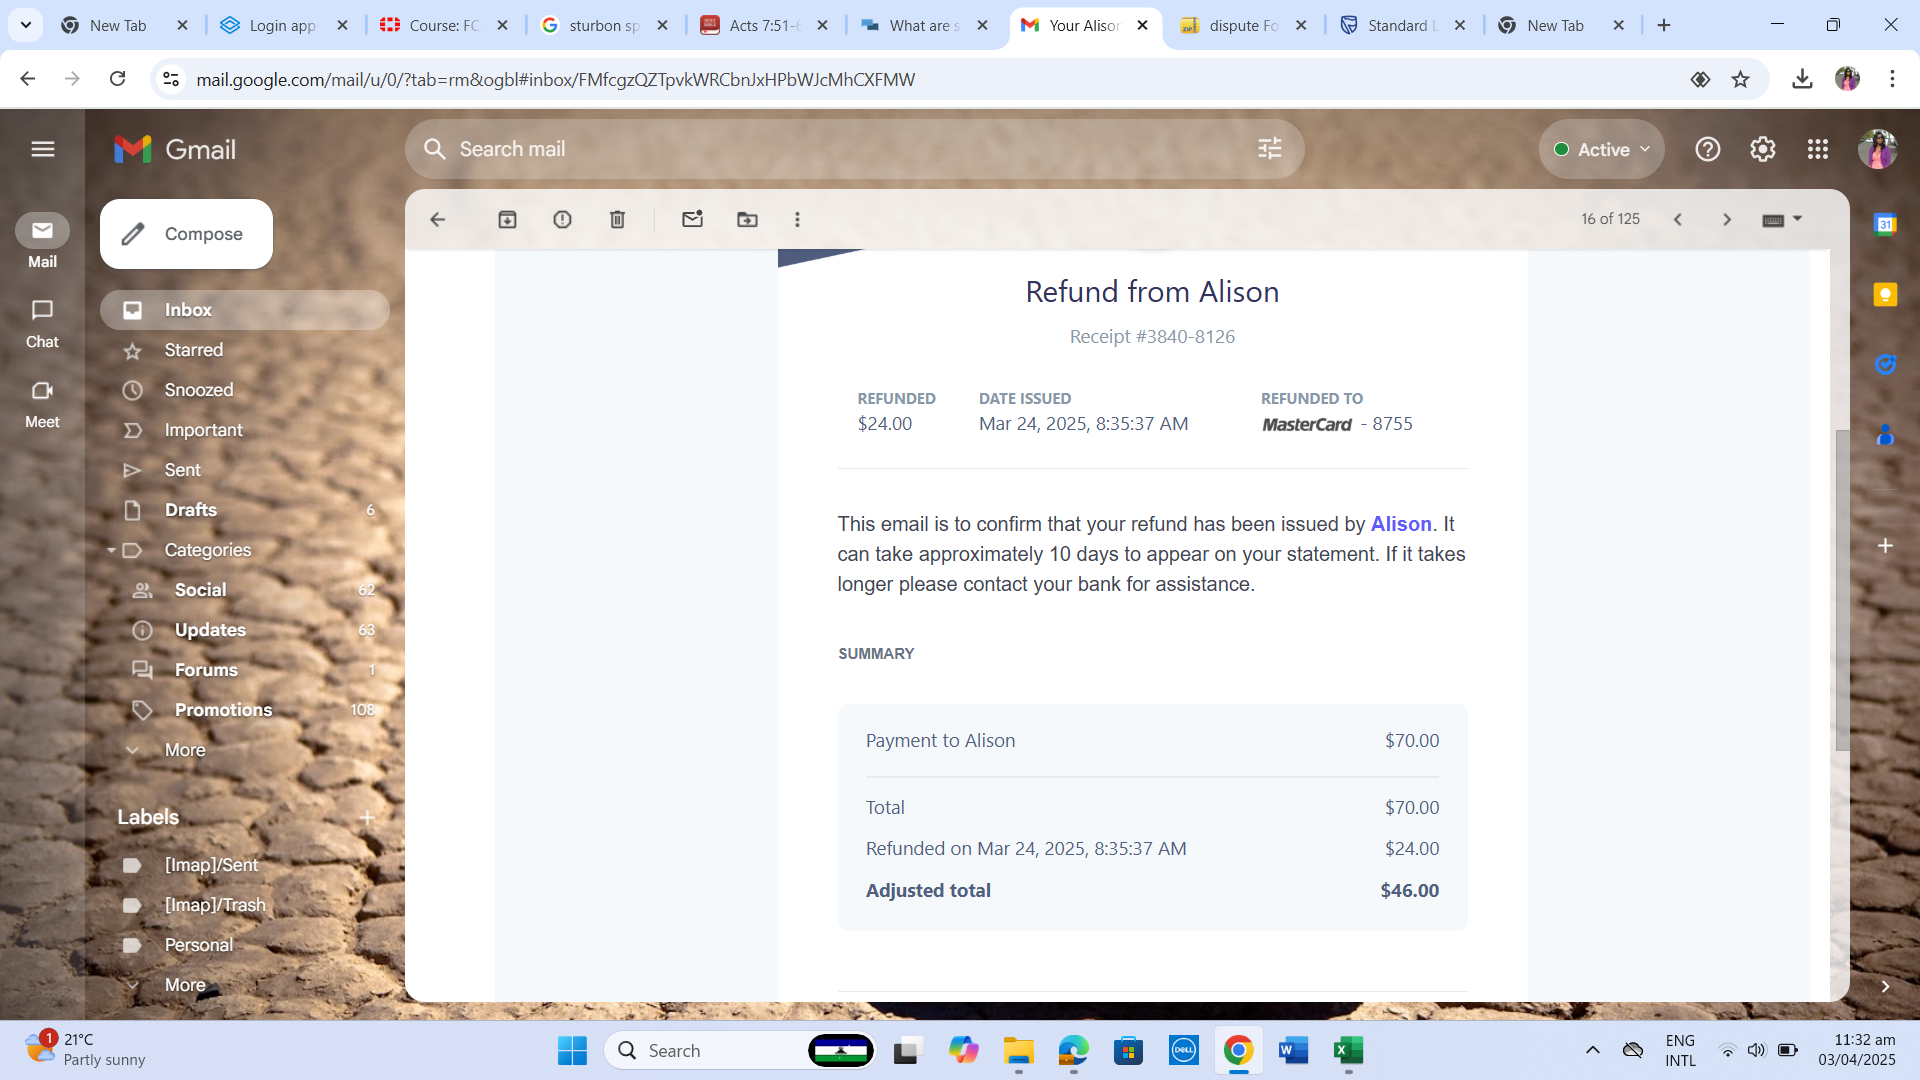 New Tab
Login app
Course: FC
sturbon sp
Acts 7:51-6
What are s
Your Alison
dispute Fo
Standard L
New Tab
mail.google.com/mail/u/0/?tab=rm&ogbl#inbox/FMfcgzQZTpvkWRCbnJxHPbWJcMhCXFMW
Gmail
Search mail
Active
Compose
16 of 125
Mail
Chat
Meet
Inbox
Starred
Snoozed
Important
Sent
Drafts 6
Categories
Social 62
Updates 63
Forums 1
Promotions 108
More
Labels
[Imap]/Sent
[Imap]/Trash
Personal
More
31
Refund from Alison
Receipt #3840-8126
REFUNDED DATE ISSUED REFUNDED TO
$24.00 Mar 24, 2025, 8:35:37 AM MasterCard - 8755
This email is to confirm that your refund has been issued by Alison. It
can take approximately 10 days to appear on your statement. If it takes
longer please contact your bank for assistance.
SUMMARY
Payment to Alison $70.00
Total $70.00
Refunded on Mar 24, 2025, 8:35:37 AM $24.00
Adjusted total $46.00
1
21°C
Partly sunny
Search
DELL
W
X
ENG
INTL
11:32 am
03/04/2025